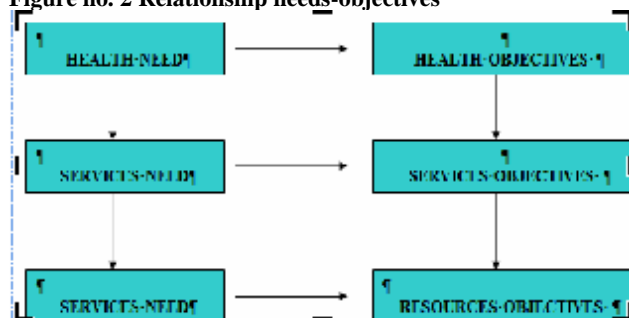 Figure no. 2 Relationship needs-objectives
¶ ¶
HEALTH·NEED¶ HEALTH·OBJECTIVES·¶
¶ ¶
SERVICES·NEED¶ SERVICES·OBJECTIVES·¶
¶ ¶
SERVICES·NEED¶ RESOURCES·OBJECTIVES·¶